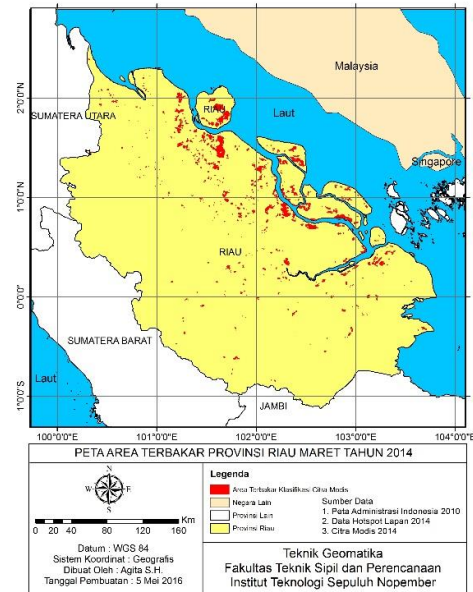 Malaysia
2°0'0"N
RIAU
SUMATERA UTARA
Laut
Singapore
1°0'0"N
RIAU
0°0'0"
SUMATERA BARAT
Laut
1°0'0"S
JAMBI
100°0'0"E 101°0'0"E 102°0'0"E 103°0'0"E 104°0'0"E
PETA AREA TERBAKAR PROVINSI RIAU MARET TAHUN 2014
N
W E
S
0 20 40 80 120 160
Km
Datum : WGS 84
Sistem Koordinat : Geografis
Dibuat Oleh : Agita S.H.
Tanggal Pembuatan : 5 Mei 2016
Legenda
Area Terbakar Klasifikasi Citra Modis
Negara Lain
Provinsi Lain
Provinsi Riau
Sumber Data
1. Peta Administrasi Indonesia 2010
2. Data Hotspot Lapan 2014
3. Citra Modis 2014
Teknik Geomatika
Fakultas Teknik Sipil dan Perencanaan
Institut Teknologi Sepuluh Nopember